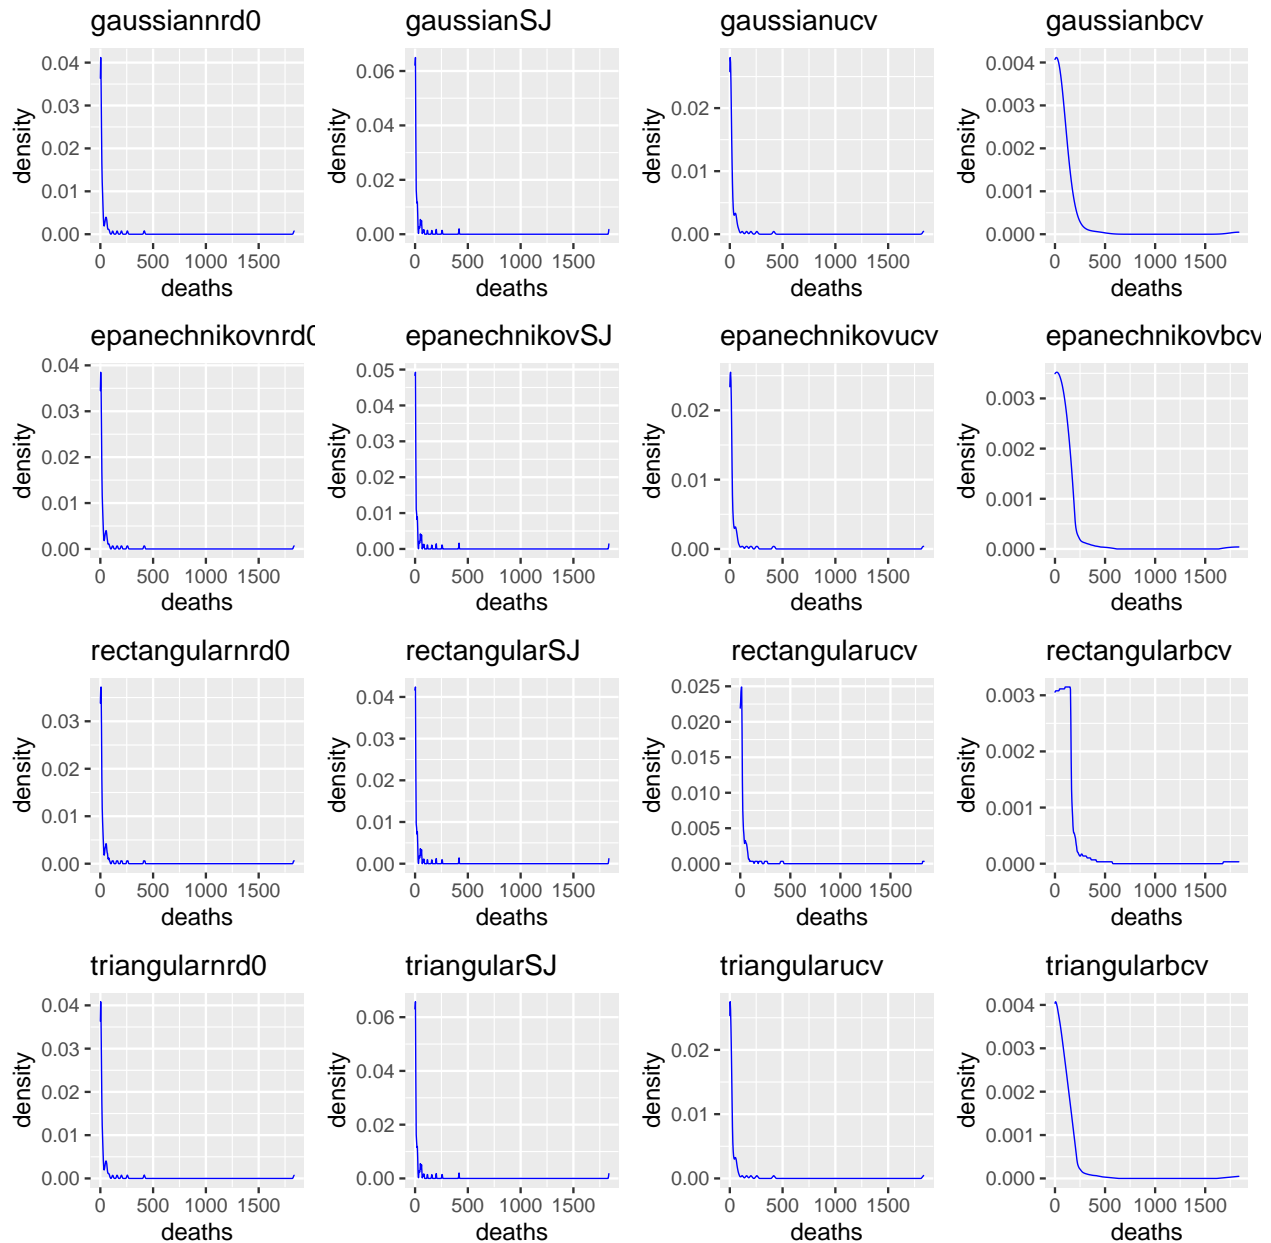 gaussiannrd0
0.04
0.03
0.02
0.01
0.00
density
0 500 1000 1500
deaths
gaussianSJ
0.06
0.04
0.02
0.00
density
0 500 1000 1500
deaths
gaussianucv
0.02
0.01
0.00
density
0 500 1000 1500
deaths
gaussianbcv
0.004
0.003
0.002
0.001
0.000
density
0 500 1000 1500
deaths
epanechnikovnrd0
0.04
0.03
0.02
0.01
0.00
density
0 500 1000 1500
deaths
epanechnikovSJ
0.05
0.04
0.03
0.02
0.01
0.00
density
0 500 1000 1500
deaths
epanechnikovucv
0.02
0.01
0.00
density
0 500 1000 1500
deaths
epanechnikovbcv
0.003
0.002
0.001
0.000
density
0 500 1000 1500
deaths
rectangularnrd0
0.03
0.02
0.01
0.00
density
0 500 1000 1500
deaths
rectangularSJ
0.04
0.03
0.02
0.01
0.00
density
0 500 1000 1500
deaths
rectangularucv
0.025
0.020
0.015
0.010
0.005
0.000
density
0 500 1000 1500
deaths
rectangularbcv
0.003
0.002
0.001
0.000
density
0 500 1000 1500
deaths
triangularnrd0
0.04
0.03
0.02
0.01
0.00
density
0 500 1000 1500
deaths
triangularSJ
0.06
0.04
0.02
0.00
density
0 500 1000 1500
deaths
triangularucv
0.02
0.01
0.00
density
0 500 1000 1500
deaths
triangularbcv
0.004
0.003
0.002
0.001
0.000
density
0 500 1000 1500
deaths